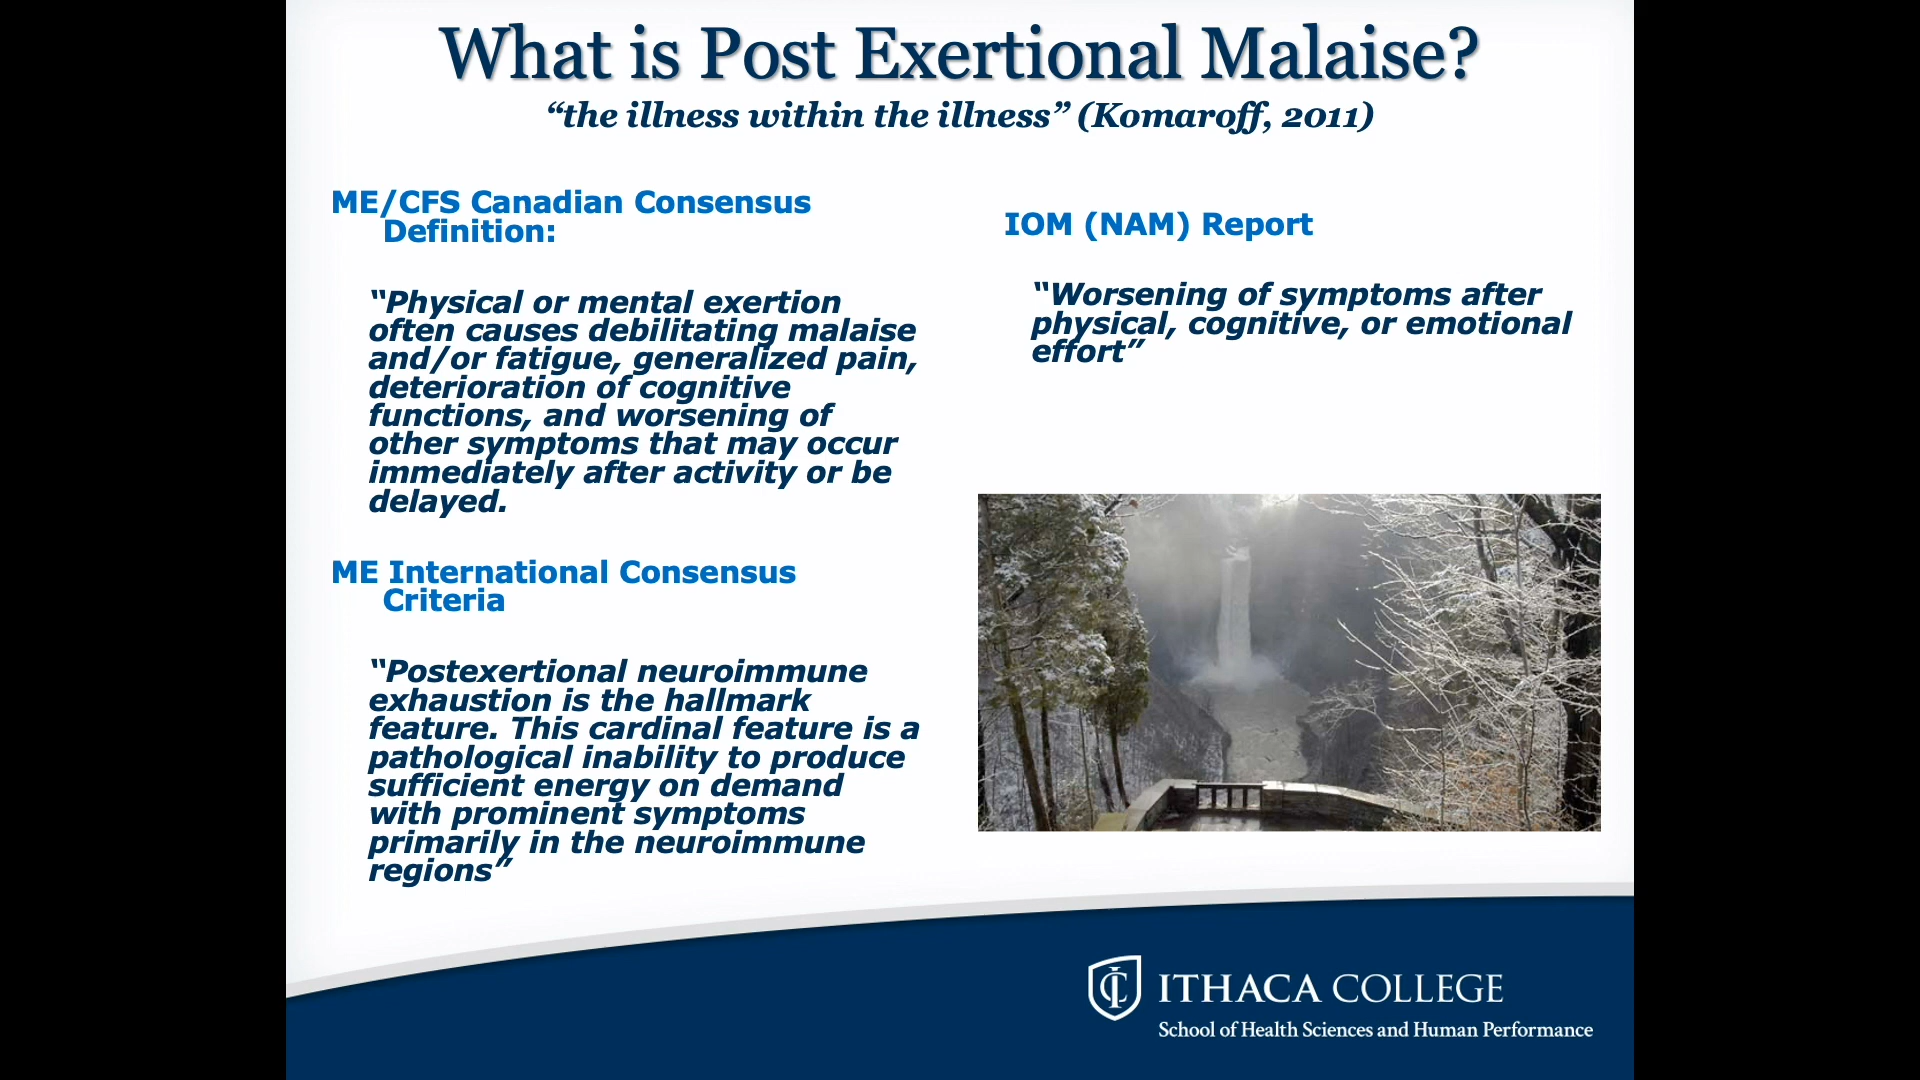 What is Post Exertional Malaise?
“the illness within the illness” (Komaroff, 2011)
ME/CFS Canadian Consensus
Definition:
“Physical or mental exertion
often causes debilitating malaise
and/or fatigue, generalized pain,
deterioration of cognitive
functions, and worsening of
other symptoms that may occur
immediately after activity or be
delayed.
ME International Consensus
Criteria
“Postexertional neuroimmune
exhaustion is the hallmark
feature. This cardinal feature is a
pathological inability to produce
sufficient energy on demand
with prominent symptoms
primarily in the neuroimmune
regions”
IOM (NAM) Report
“Worsening of symptoms after
physical, cognitive, or emotional
effort”
IC
ITHACA COLLEGE
School of Health Sciences and Human Performance